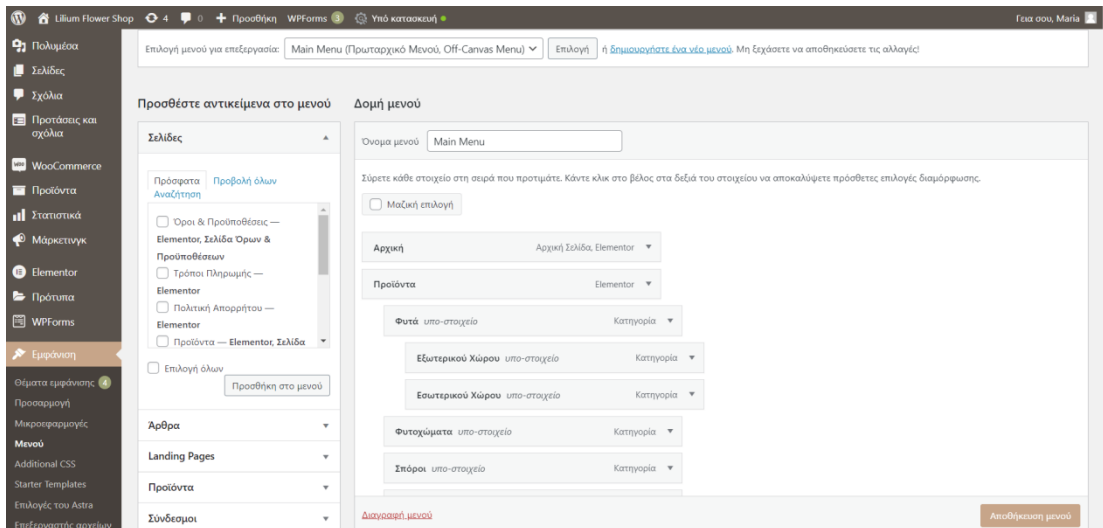 Lilium Flower Shop 4 0 Προσθήκη WPForms 3 Υπό κατασκευή Γεια σου, Maria
Πολυμέσα
Σελίδες
Σχόλια
Προτάσεις και
σχόλια
WooCommerce
Προϊόντα
Στατιστικά
Μάρκετινγκ
Elementor
Πρότυπα
WPForms
Εμφάνιση
Θέματα εμφάνισης 4
Προσαρμογή
Μικροεφαρμογές
Μενού
Additional CSS
Starter Templates
Επιλογές του Astra
Επεξεργαστής αρχείων
Επιλογή μενού για επεξεργασία: Main Menu (Πρωταρχικό Μενού, Off-Canvas Menu) Επιλογή ή δημιουργήστε ένα νέο μενού. Μη ξεχάσετε να αποθηκεύσετε τις αλλαγές!
Προσθέστε αντικείμενα στο μενού
Σελίδες
Πρόσφατα Προβολή όλων
Αναζήτηση
Όροι & Προϋποθέσεις —
Elementor, Σελίδα Όρων &
Προϋποθέσεων
Τρόποι Πληρωμής —
Elementor
Πολιτική Απορρήτου —
Elementor
Προϊόντα — Elementor, Σελίδα
Επιλογή όλων
Προσθήκη στο μενού
Άρθρα
Landing Pages
Προϊόντα
Σύνδεσμοι
Δομή μενού
Όνομα μενού Main Menu
Σύρετε κάθε στοιχείο στη σειρά που προτιμάτε. Κάντε κλικ στο βέλος στα δεξιά του στοιχείου να αποκαλύψετε πρόσθετες επιλογές διαμόρφωσης.
Μαζική επιλογή
Αρχική Αρχική Σελίδα, Elementor
Προϊόντα Elementor
Φυτά υπο-στοιχείο Κατηγορία
Εξωτερικού Χώρου υπο-στοιχείο Κατηγορία
Εσωτερικού Χώρου υπο-στοιχείο Κατηγορία
Φυτοχώματα υπο-στοιχείο Κατηγορία
Σπόροι υπο-στοιχείο Κατηγορία
Διαγραφή μενού Αποθήκευση μενού